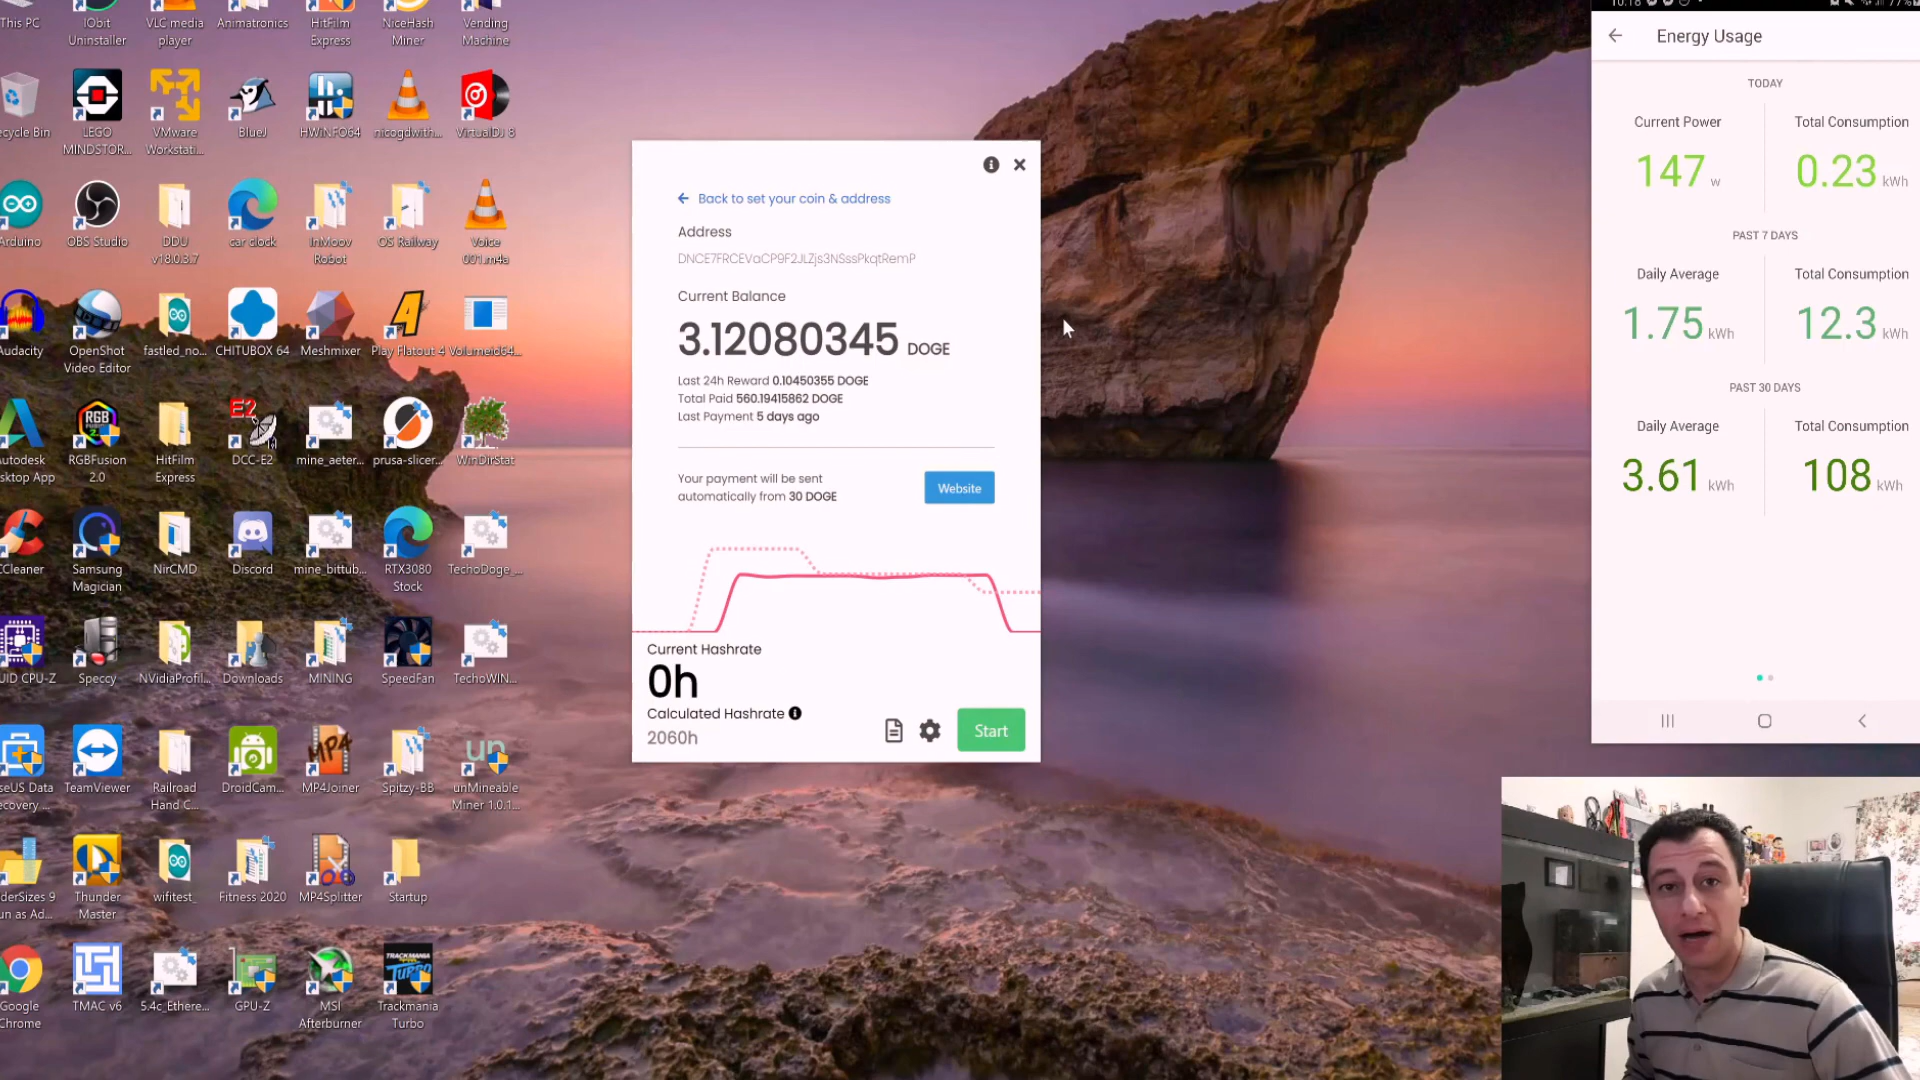 This PC
IObit Uninstaller
VLC media player
Animatronics
HitFilm Express
NiceHash Miner
Vending Machine
LEGO MINDSTOR...
VMware Workstati...
BlueJ
HWiNFO64
nicogdwith...
VirtualDJ 8
OBS Studio
DDU v18.0.3.7
car clock
InMoov Robot
OS Railway
Voice 001.m4a
OpenShot Video Editor
fastled_no...
CHITUBOX 64
Meshmixer
Play Flatout 4
Volumeid64...
RGBFusion 2.0
HitFilm Express
DCC-E2
mine_aeter...
prusa-slicer...
WinDirStat
Samsung Magician
NirCMD
Discord
mine_bittub...
RTX3080 Stock
TechoDoge_...
Speccy
NVidiaProfil...
Downloads
MINING
SpeedFan
TechoWIN...
TeamViewer
Railroad Hand C...
DroidCam...
MP4Joiner
Spitzy-BB
unMineable Miner 1.0.1...
Thunder Master
wifitest_
Fitness 2020
MP4Splitter
Startup
Google Chrome
TMAC v6
5.4c_Ethere...
GPU-Z
MSI Afterburner
Trackmania Turbo
Back to set your coin & address
Address
DNCE7FRCEVaCP9F2JLZjs3NSssPkqtRemP
Current Balance
3.12080345 DOGE
Last 24h Reward 0.10450355 DOGE
Total Paid 560.19415862 DOGE
Last Payment 5 days ago
Your payment will be sent
automatically from 30 DOGE
Website
Current Hashrate
0h
Calculated Hashrate
2060h
Start
Energy Usage
TODAY
Current Power
Total Consumption
147 w
0.23 kWh
PAST 7 DAYS
Daily Average
Total Consumption
1.75 kWh
12.3 kWh
PAST 30 DAYS
Daily Average
Total Consumption
3.61 kWh
108 kWh